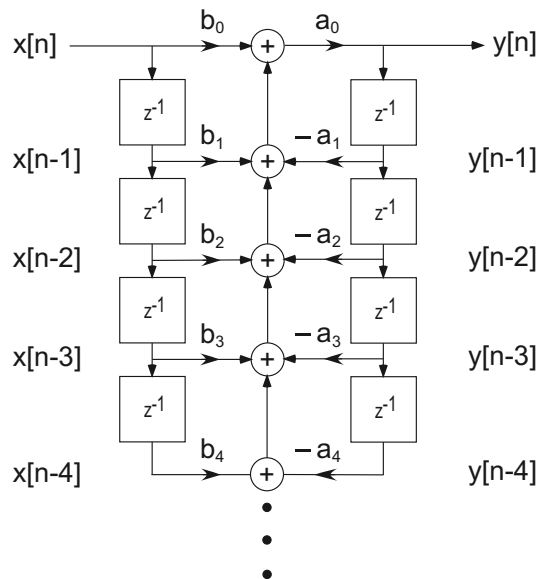 x[n] b₀ + a₀ y[n]
z⁻¹ z⁻¹
x[n-1] b₁ + −a₁ y[n-1]
z⁻¹ z⁻¹
x[n-2] b₂ + −a₂ y[n-2]
z⁻¹ z⁻¹
x[n-3] b₃ + −a₃ y[n-3]
z⁻¹ z⁻¹
x[n-4] b₄ + −a₄ y[n-4]